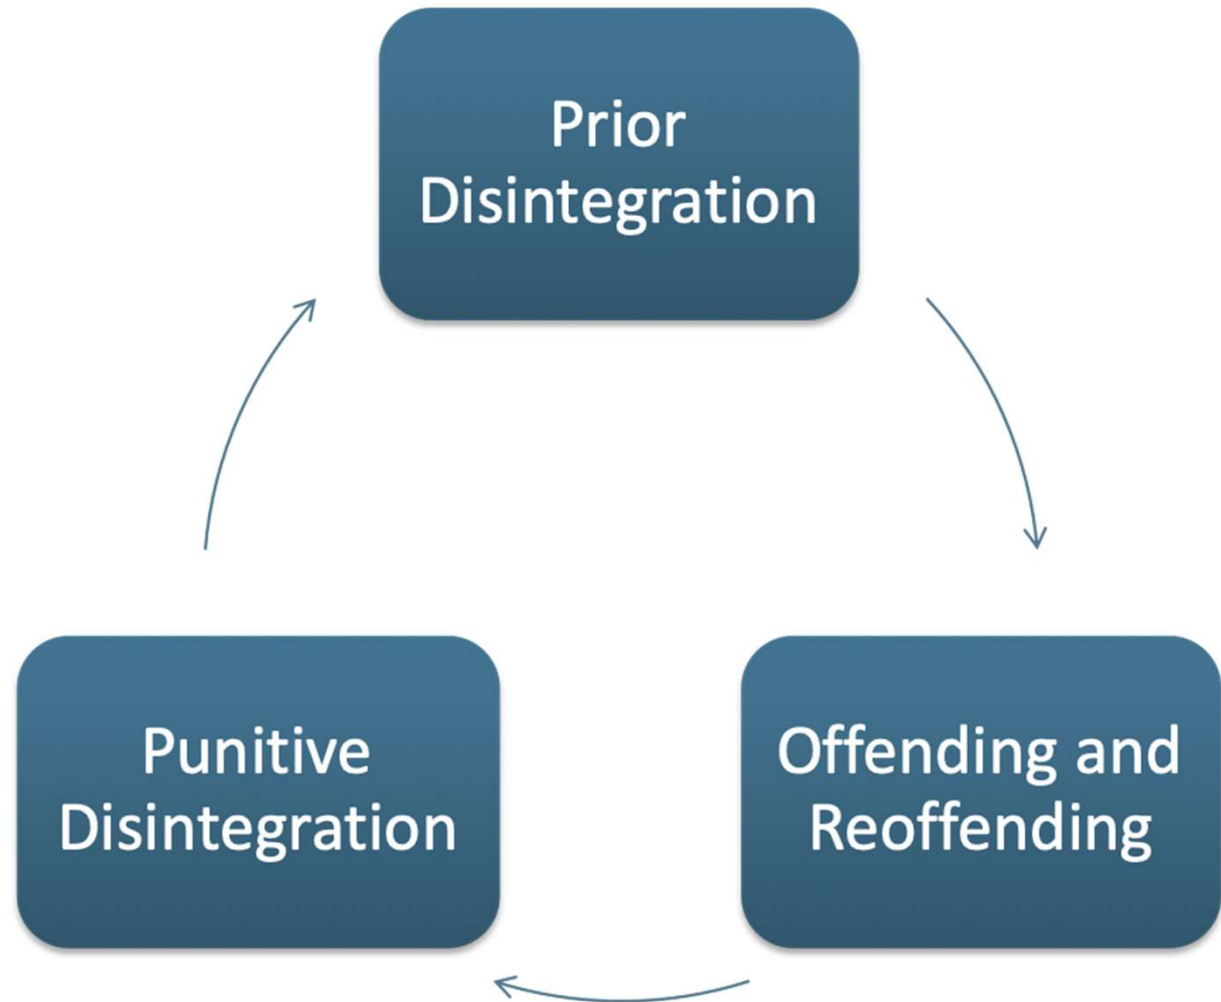 Prior
Disintegration
Punitive
Disintegration
Offending and
Reoffending